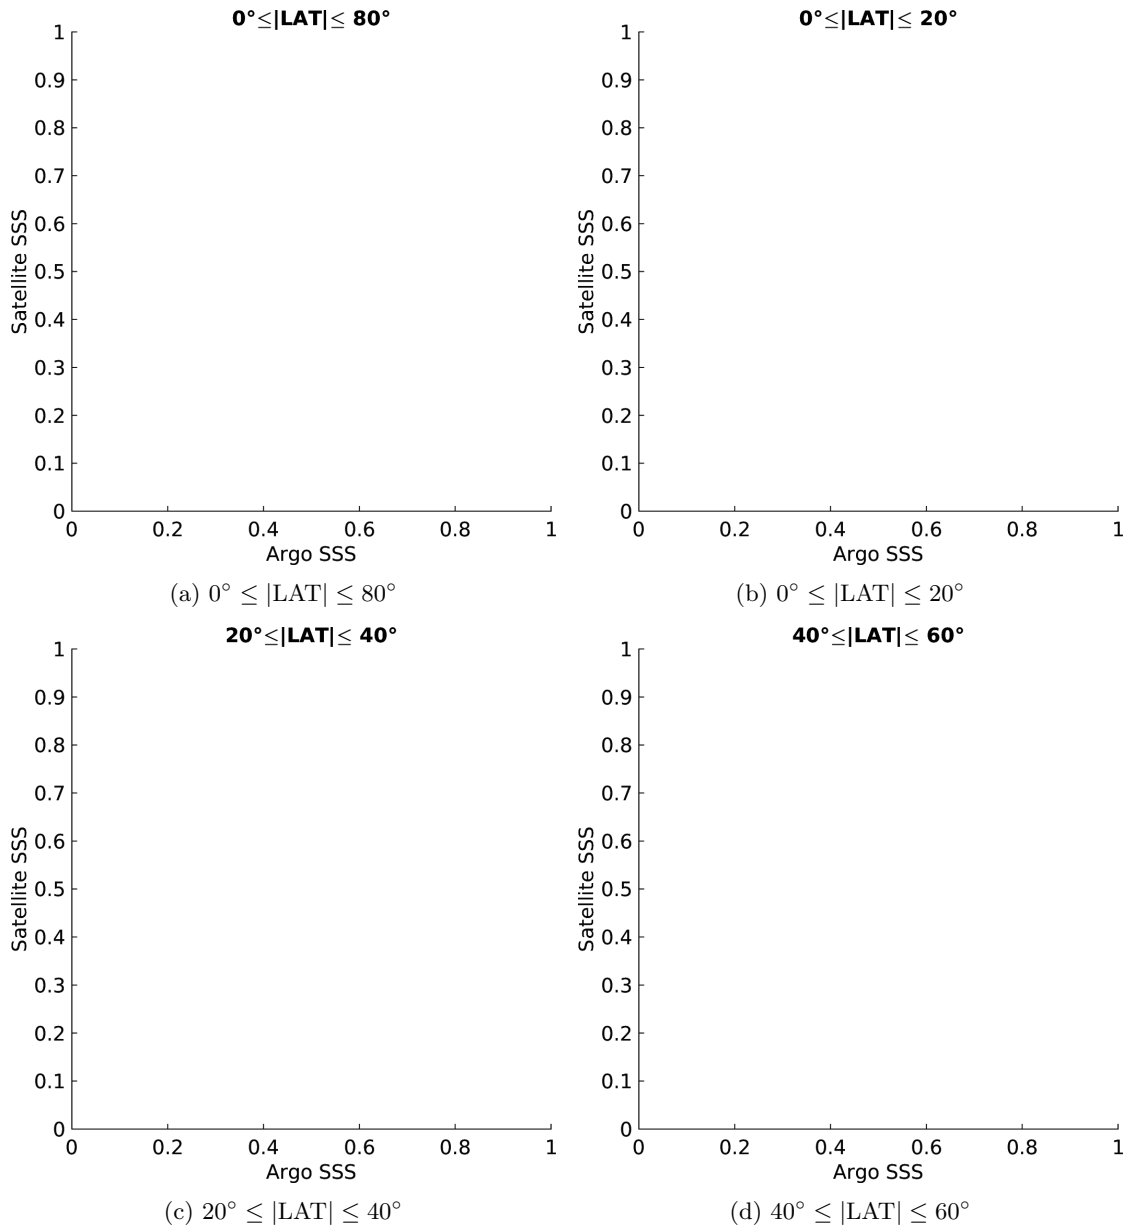 0°≤|LAT|≤ 80°
1
0.9
0.8
0.7
0.6
0.5
0.4
0.3
0.2
0.1
0
Satellite SSS
0 0.2 0.4 0.6 0.8 1
Argo SSS
(a) 0° ≤ |LAT| ≤ 80°
0°≤|LAT|≤ 20°
1
0.9
0.8
0.7
0.6
0.5
0.4
0.3
0.2
0.1
0
Satellite SSS
0 0.2 0.4 0.6 0.8 1
Argo SSS
(b) 0° ≤ |LAT| ≤ 20°
20°≤|LAT|≤ 40°
1
0.9
0.8
0.7
0.6
0.5
0.4
0.3
0.2
0.1
0
Satellite SSS
0 0.2 0.4 0.6 0.8 1
Argo SSS
(c) 20° ≤ |LAT| ≤ 40°
40°≤|LAT|≤ 60°
1
0.9
0.8
0.7
0.6
0.5
0.4
0.3
0.2
0.1
0
Satellite SSS
0 0.2 0.4 0.6 0.8 1
Argo SSS
(d) 40° ≤ |LAT| ≤ 60°